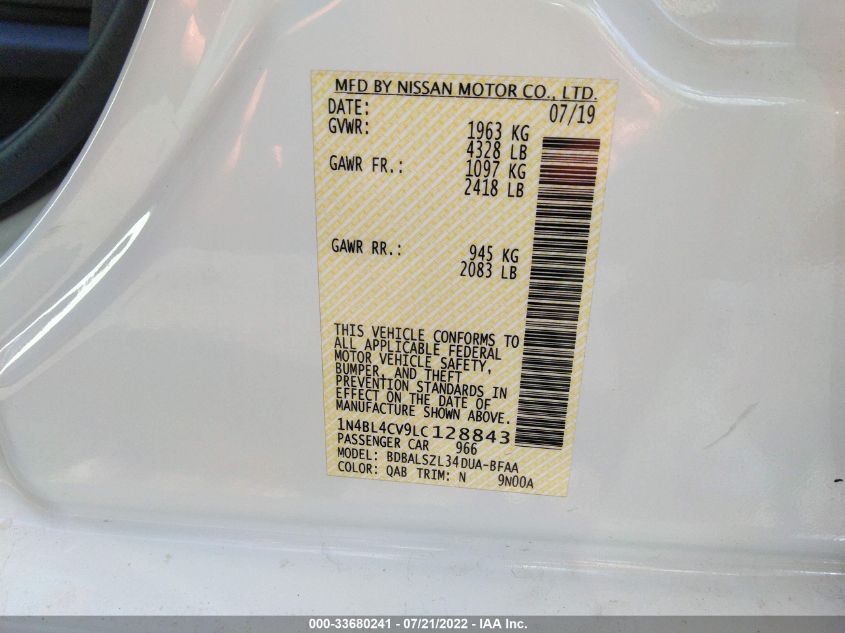 MFD BY NISSAN MOTOR CO., LTD.
DATE: 07/19
GVWR: 1963 KG
4328 LB
GAWR FR.: 1097 KG
2418 LB
GAWR RR.: 945 KG
2083 LB
THIS VEHICLE CONFORMS TO
ALL APPLICABLE FEDERAL
MOTOR VEHICLE SAFETY,
BUMPER, AND THEFT
PREVENTION STANDARDS IN
EFFECT ON THE DATE OF
MANUFACTURE SHOWN ABOVE.
1N4BL4CV9LC128843
PASSENGER CAR 966
MODEL: BDBALSZL34DUA-BFAA
COLOR: QAB TRIM: N 9N00A
000-33680241 - 07/21/2022 - IAA Inc.